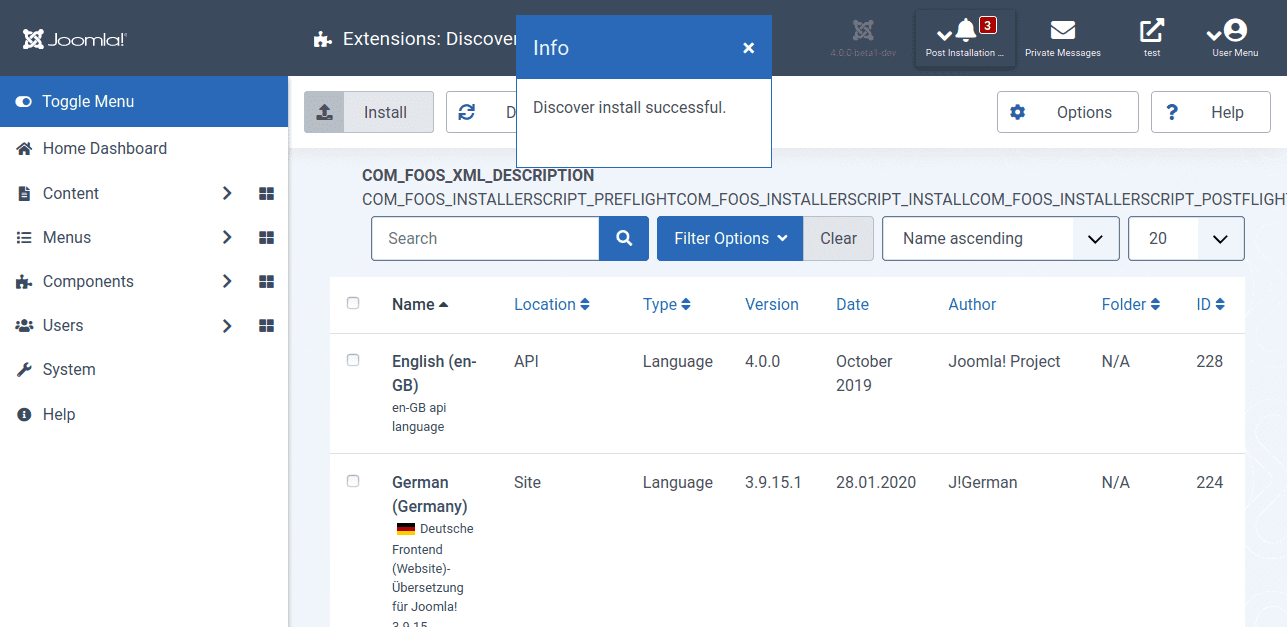 Joomla!
Extensions: Discover
4.0.0-beta1-dev
3
Post Installation ...
Private Messages
test
User Menu
Info
Discover install successful.
Toggle Menu
Home Dashboard
Content
Menus
Components
Users
System
Help
Install
D
Options
Help
COM_FOOS_XML_DESCRIPTION
COM_FOOS_INSTALLERSCRIPT_PREFLIGHTCOM_FOOS_INSTALLERSCRIPT_INSTALLCOM_FOOS_INSTALLERSCRIPT_POSTFLIGH
Search
Filter Options
Clear
Name ascending
20
Name Location Type Version Date Author Folder ID
English (en-GB) API Language 4.0.0 October 2019 Joomla! Project N/A 228
en-GB api
language
German (Germany) Site Language 3.9.15.1 28.01.2020 J!German N/A 224
Deutsche
Frontend
(Website)-
Übersetzung
für Joomla!
3.9.15